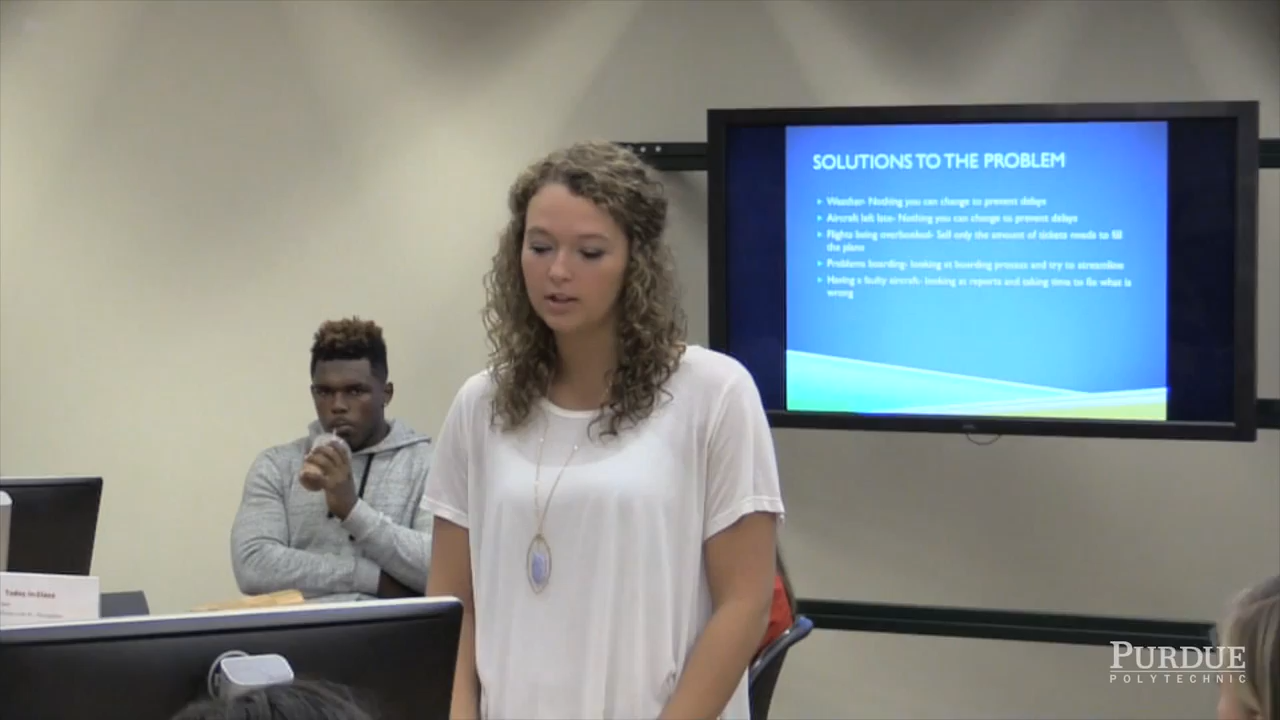 SOLUTIONS TO THE PROBLEM
Weather- Nothing you can change to prevent delays
Aircraft left late- Nothing you can change to prevent delays
Flights being overbooked- Sell only the amount of tickets needs to fill
the plane
Problems boarding- looking at boarding process and try to streamline
Having a faulty aircraft- looking at reports and taking time to fix what is
wrong
Today in Class
PURDUE
POLYTECHNIC